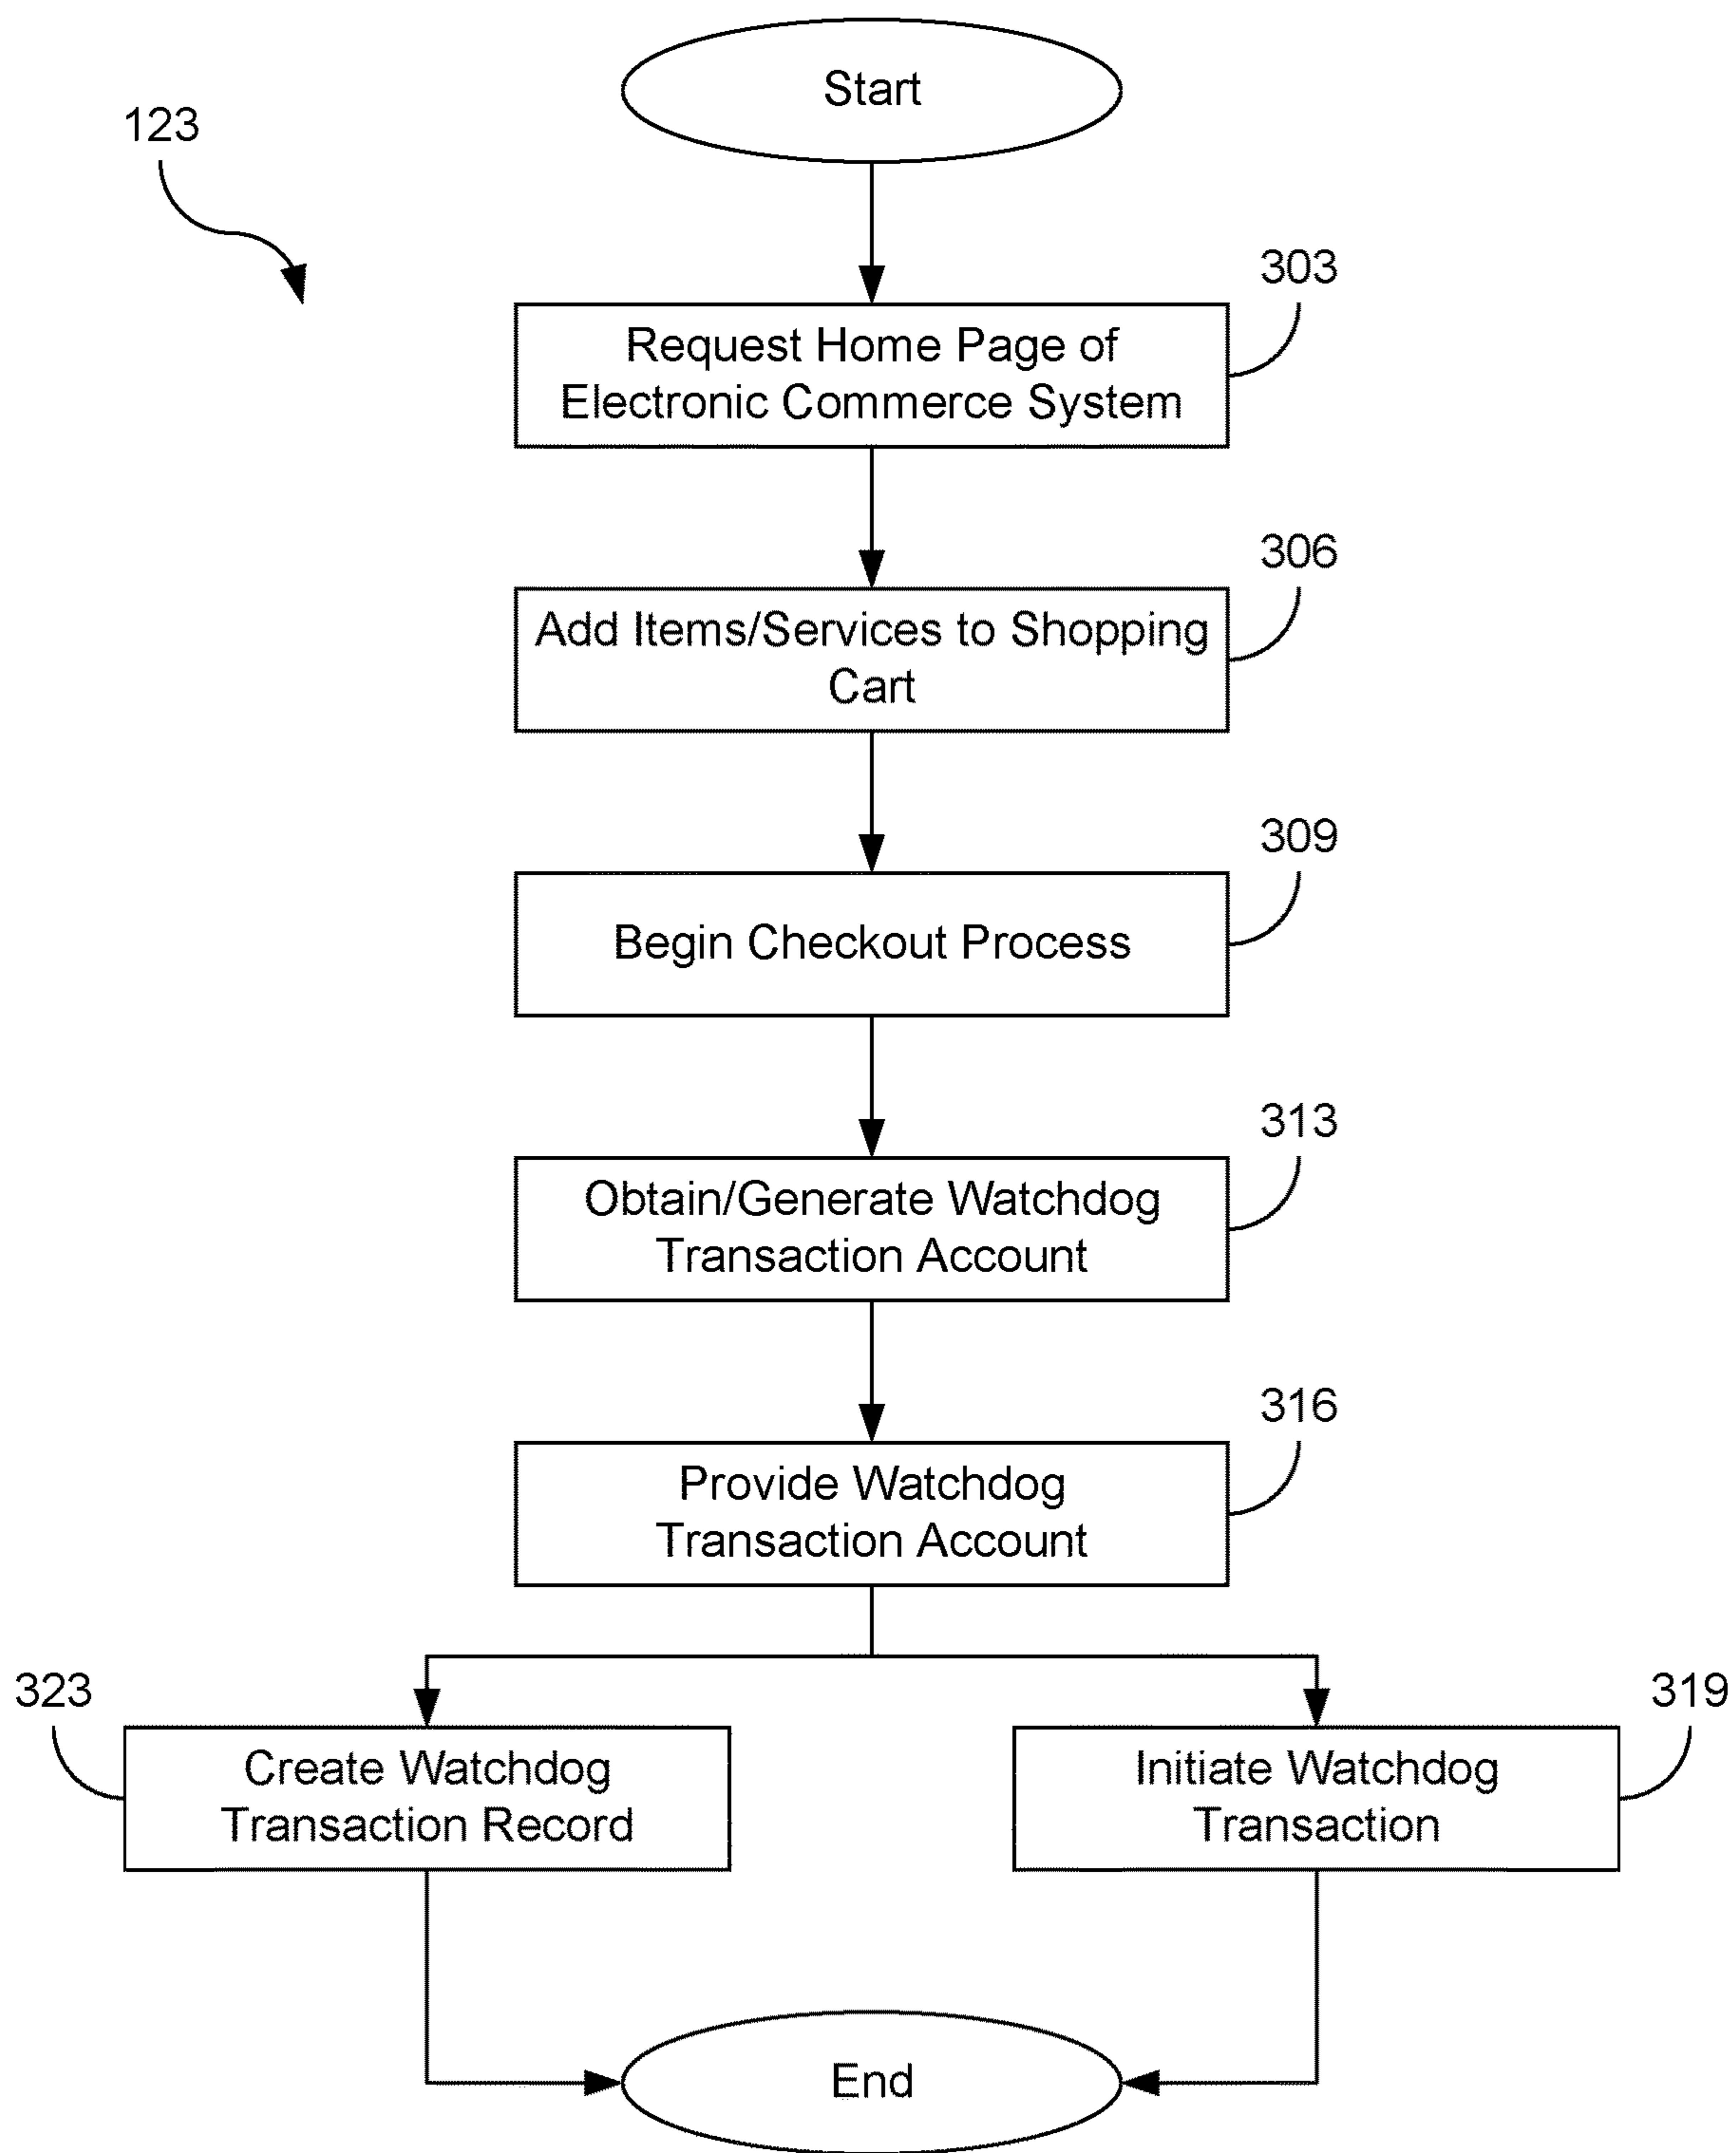 Start
123
303
Request Home Page of
Electronic Commerce System
306
Add Items/Services to Shopping
Cart
309
Begin Checkout Process
313
Obtain/Generate Watchdog
Transaction Account
316
Provide Watchdog
Transaction Account
323
319
Create Watchdog
Transaction Record
Initiate Watchdog
Transaction
End